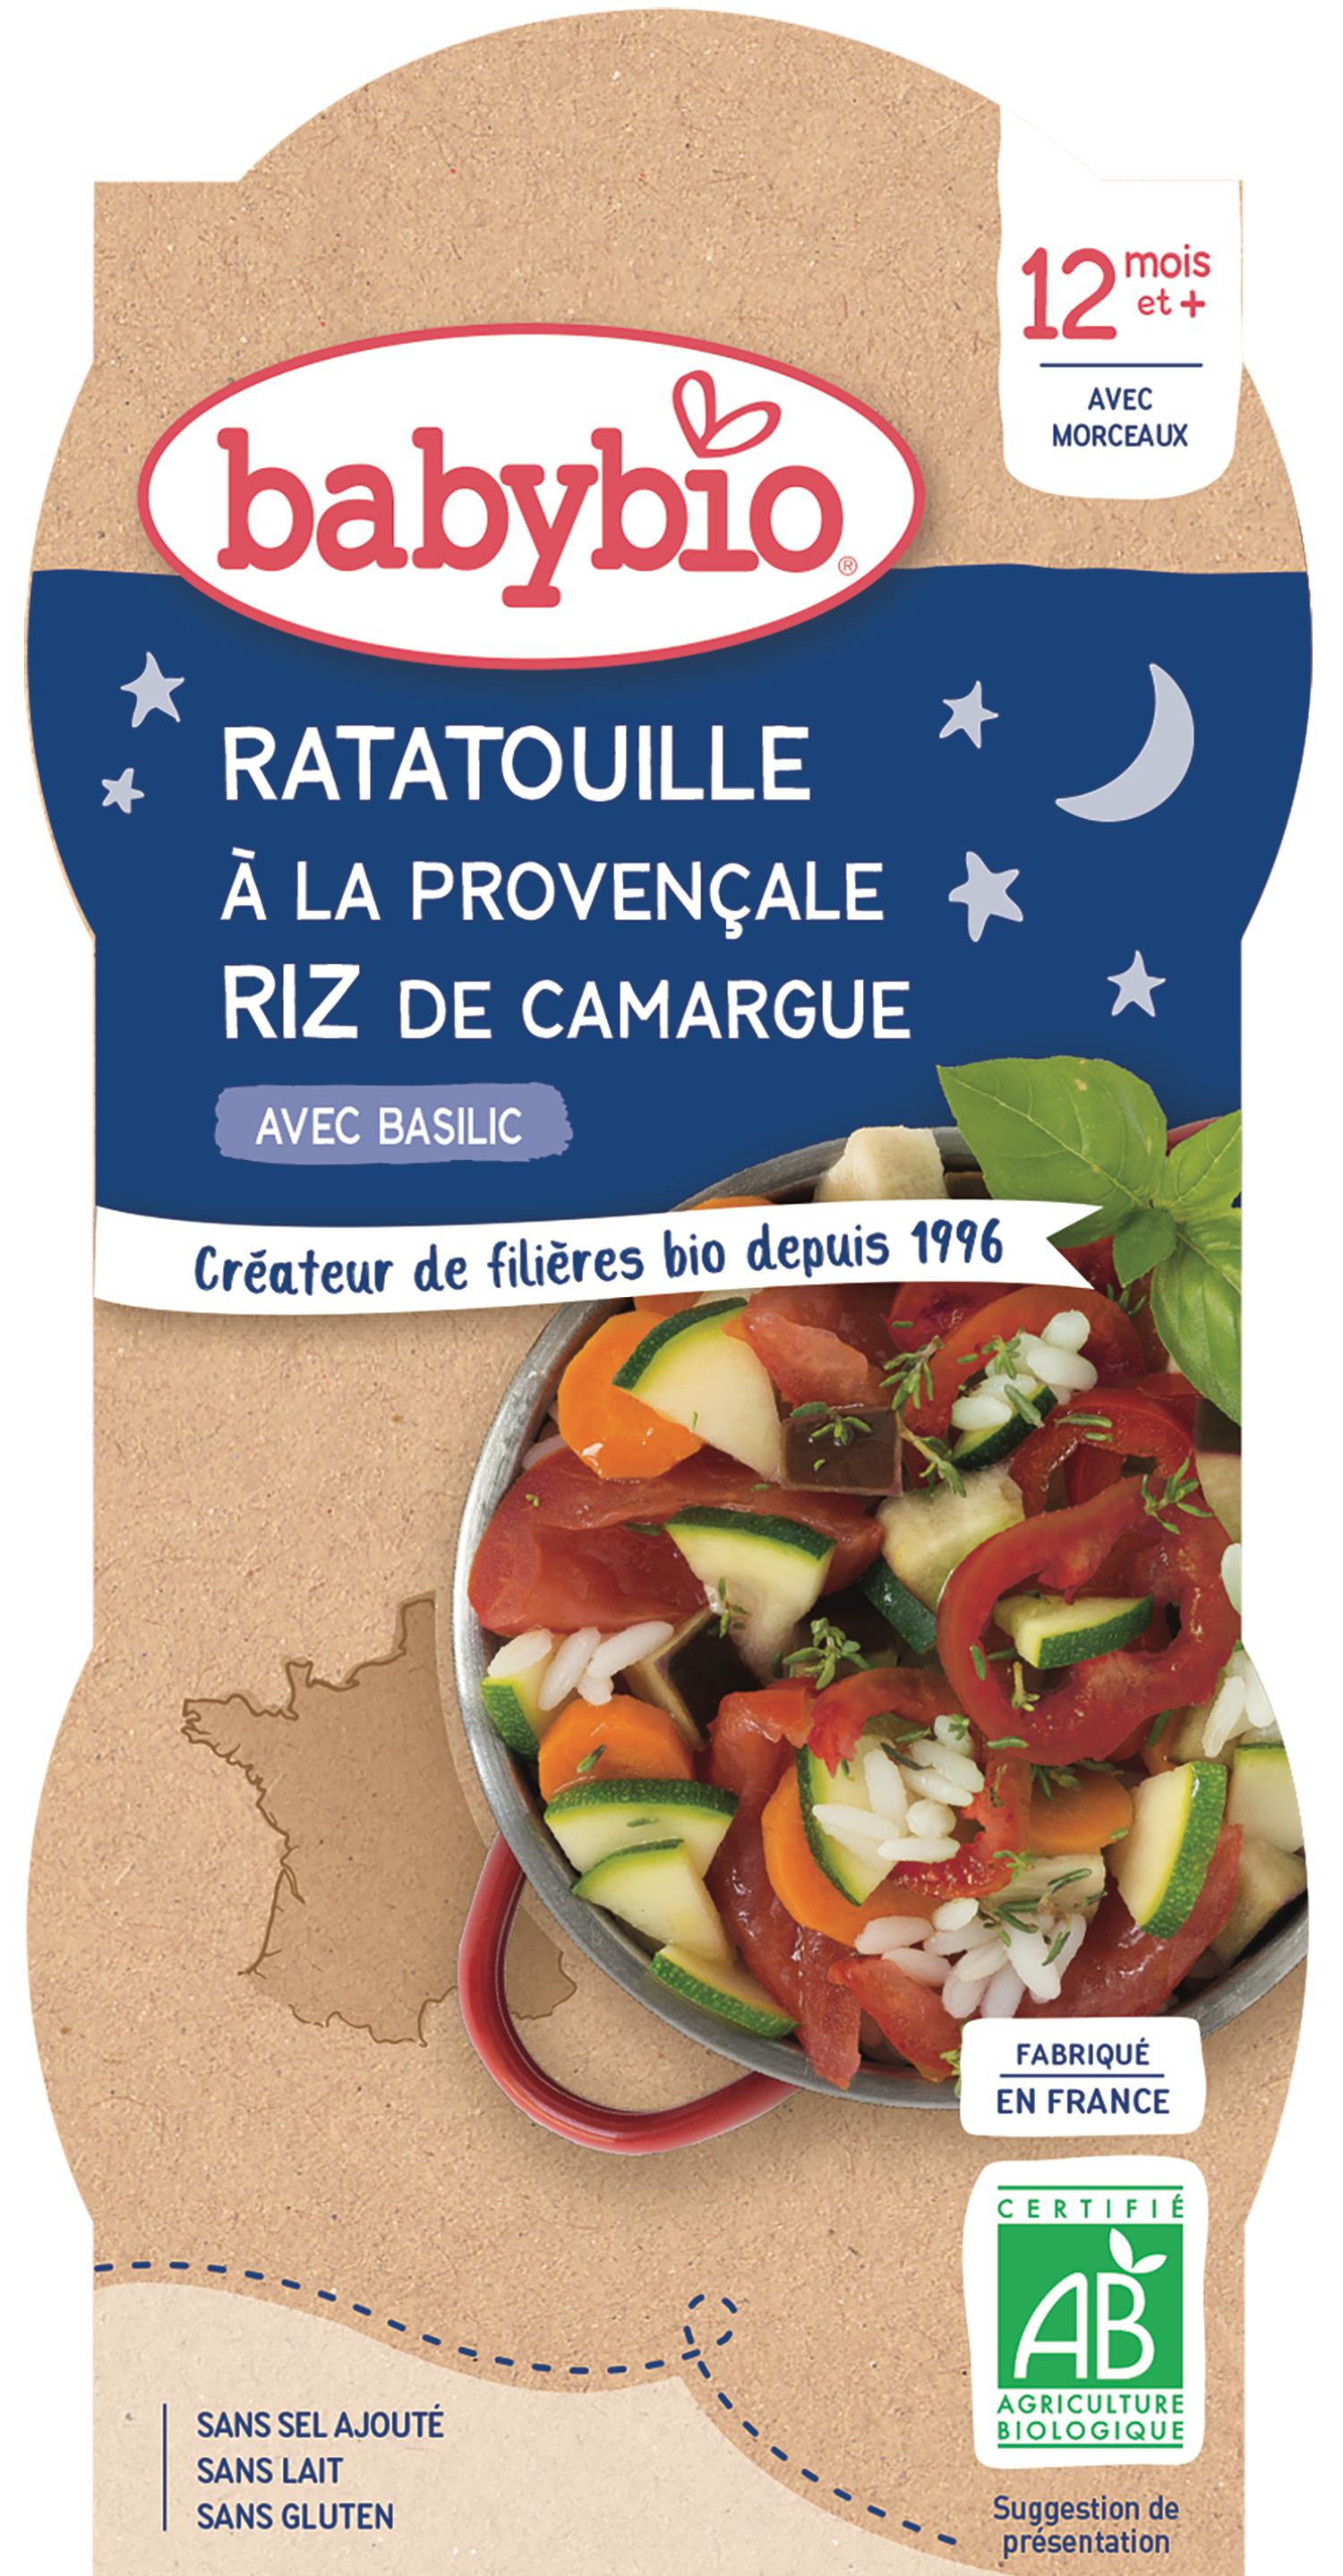 12 mois
et +
AVEC
MORCEAUX
babybio®
RATATOUILLE
À LA PROVENÇALE
RIZ DE CAMARGUE
AVEC BASILIC
Créateur de filières bio depuis 1996
FABRIQUÉ
EN FRANCE
CERTIFIÉ
AB
AGRICULTURE
BIOLOGIQUE
SANS SEL AJOUTÉ
SANS LAIT
SANS GLUTEN
Suggestion de
présentation